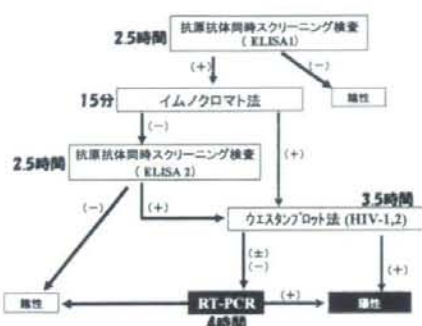 抗原抗体同時スクリーニング検査
( ELISA1 )
2.5時間
(+)
(-)
陰性
15分
イムノクロマト法
(-)
(+)
抗原抗体同時スクリーニング検査
( ELISA 2 )
2.5時間
3.5時間
(-)
(+)
ウエスタンブロット法 (HIV-1,2)
(±)
(-)
(+)
陰性
RT-PCR
(+)
陽性
4時間